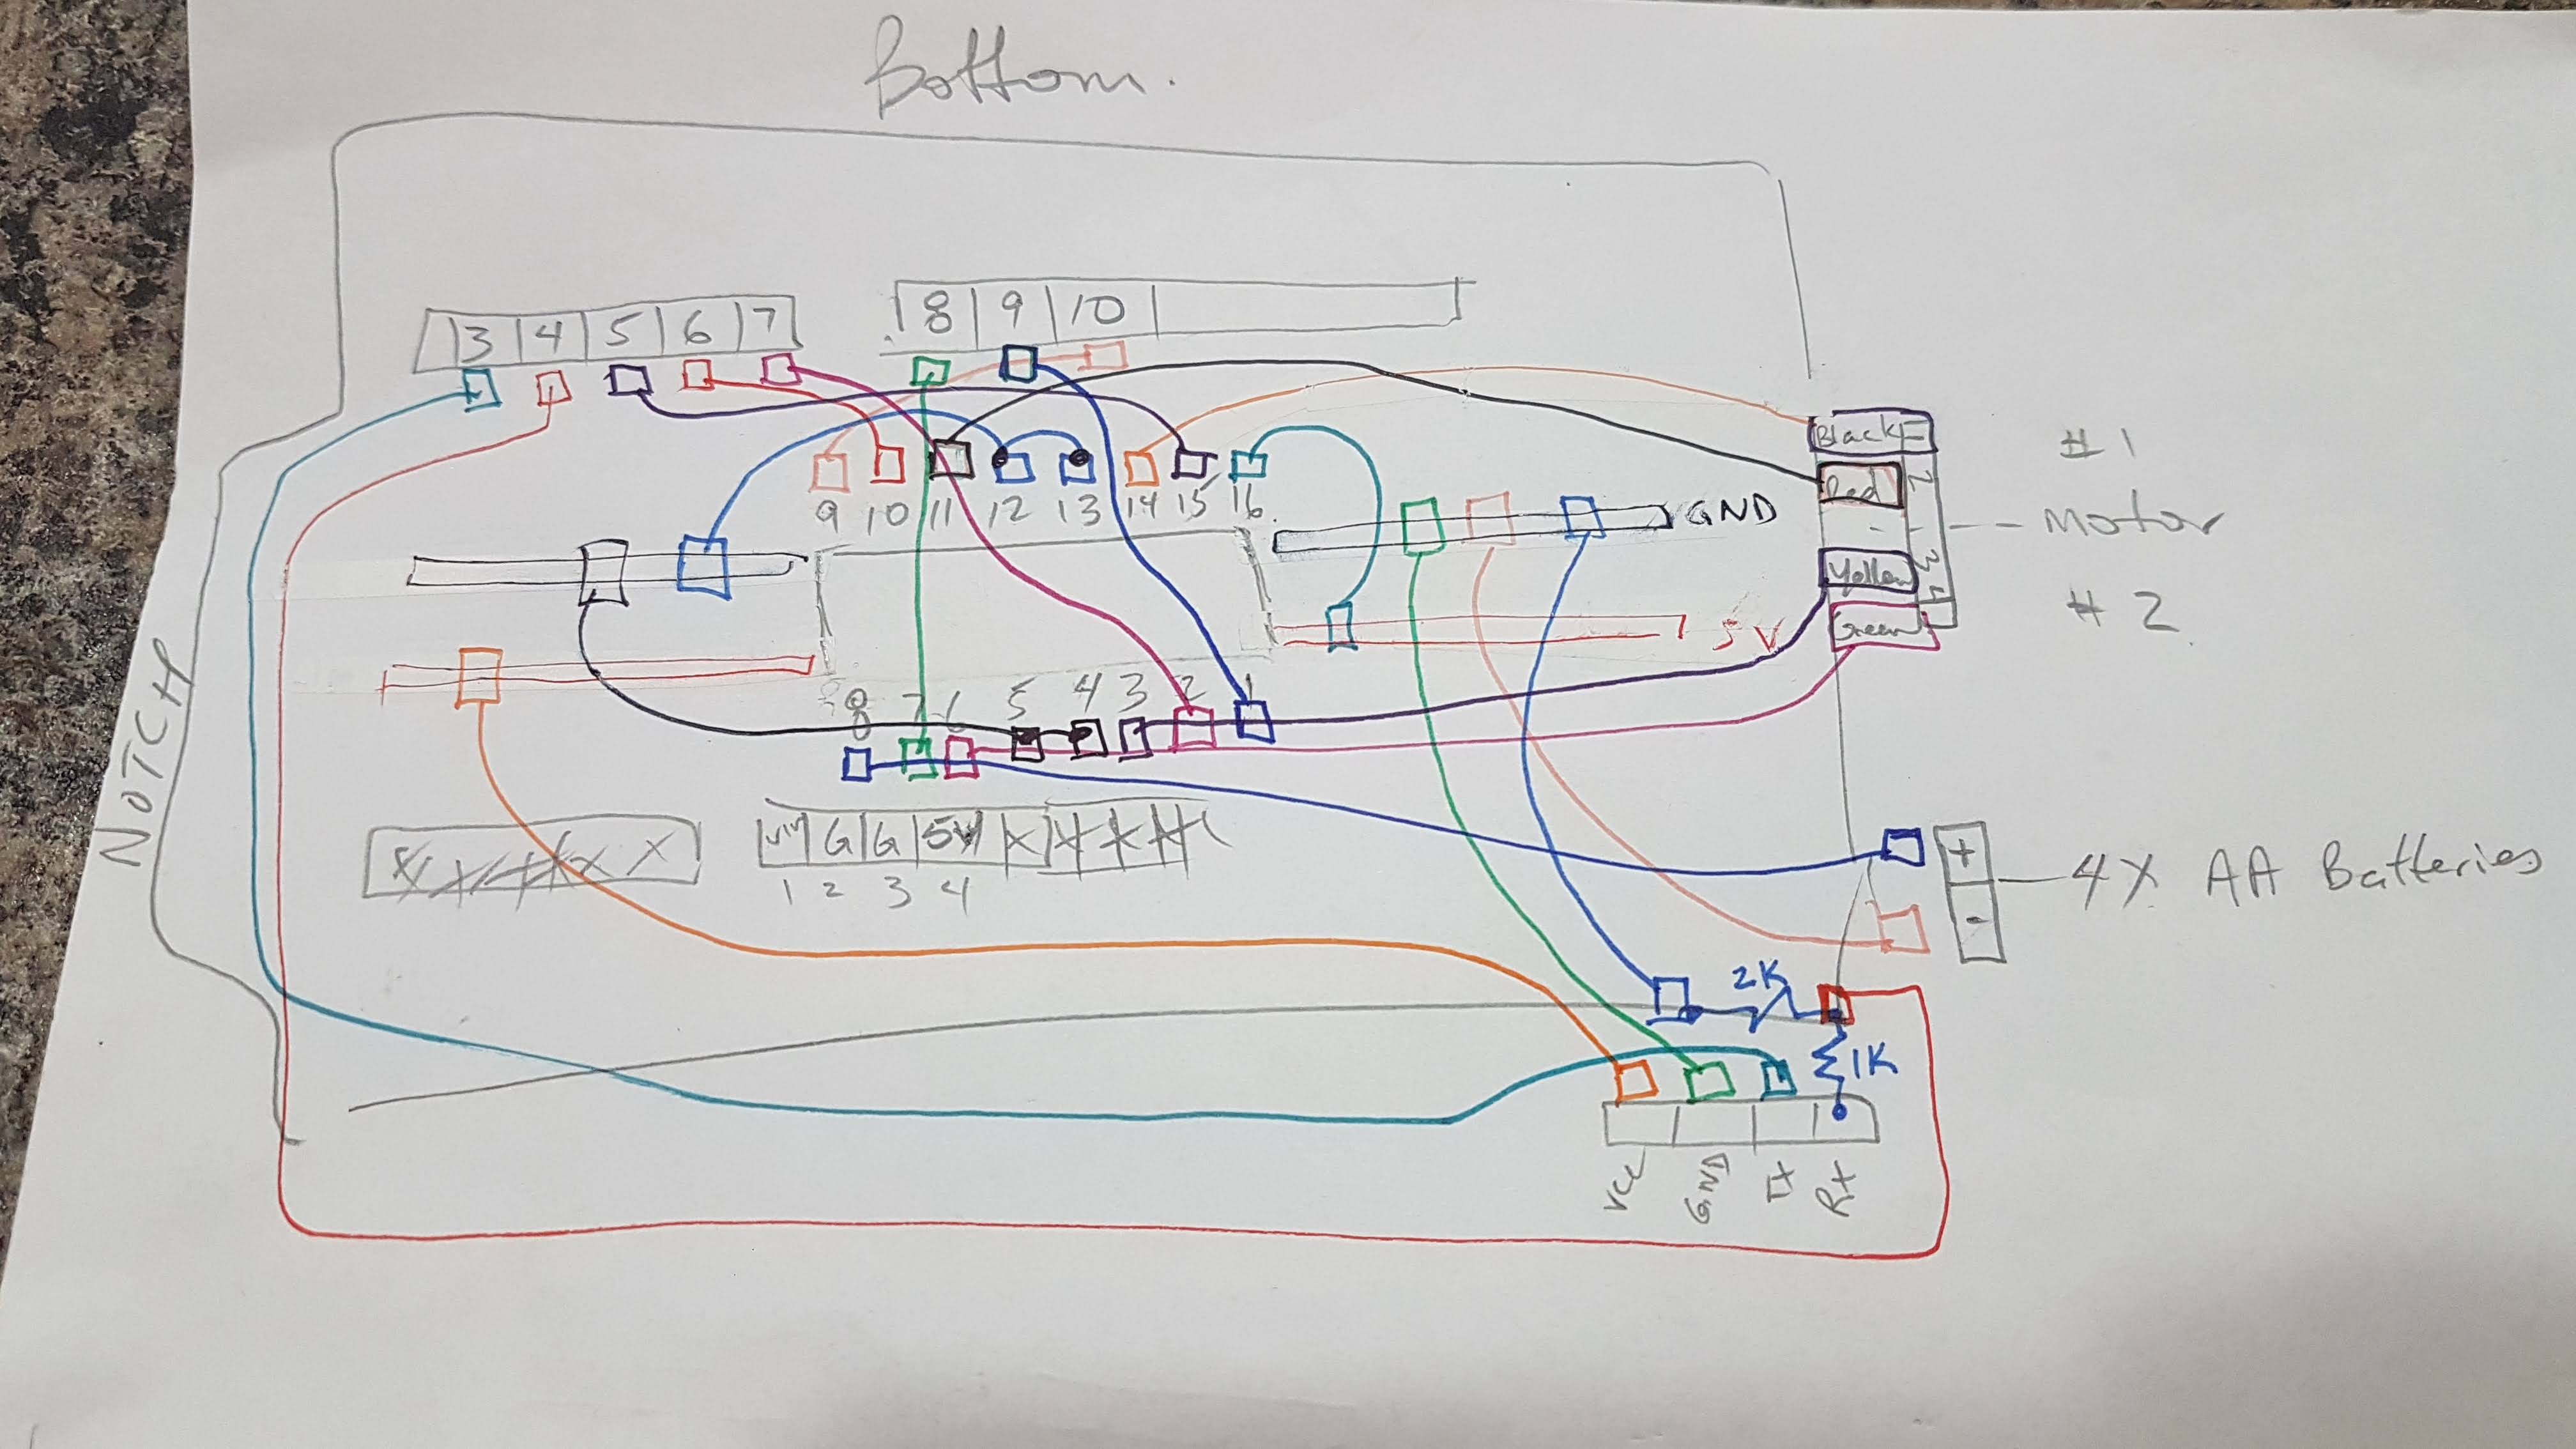 Bottom.
3 4 5 6 7
8 9 10
Black 1
#1
Red 2
9 10 11 12 13 14 15 16
GND
Motor
Yellow 3
Green 4
#2
5V
8 7 6 5 4 3 2 1
NOTCH
Vin G G 5V X X X X
X X X X X
1 2 3 4
+
4X AA Batteries
-
2K
1K
VCC GND TX RX